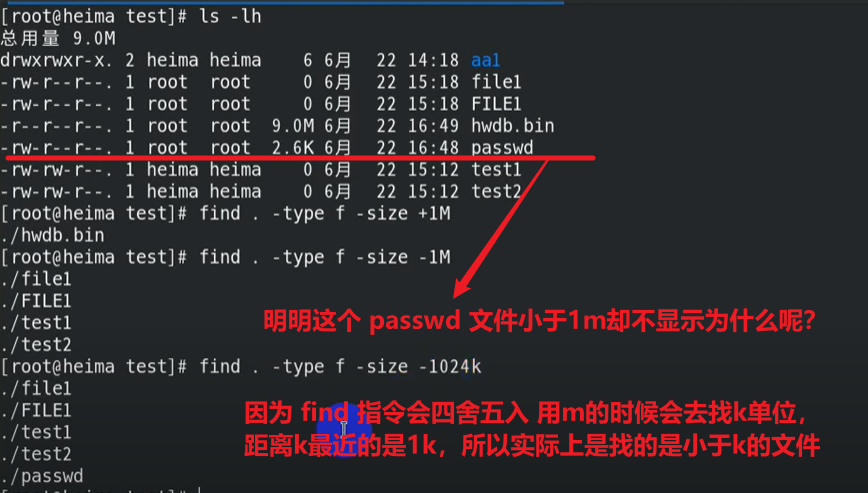 [root@heima test]# ls -lh
总用量 9.0M
drwxrwxr-x. 2 heima heima 6 6月 22 14:18 aa1
-rw-r--r--. 1 root root 0 6月 22 15:18 file1
-rw-r--r--. 1 root root 0 6月 22 15:18 FILE1
-r--r--r--. 1 root root 9.0M 6月 22 16:49 hwdb.bin
-rw-r--r--. 1 root root 2.6K 6月 22 16:48 passwd
-rw-rw-r--. 1 heima heima 0 6月 22 15:12 test1
-rw-rw-r--. 1 heima heima 0 6月 22 15:12 test2
[root@heima test]# find . -type f -size +1M
./hwdb.bin
[root@heima test]# find . -type f -size -1M
./file1
./FILE1
./test1
./test2
明明这个 passwd 文件小于1m却不显示为什么呢?
[root@heima test]# find . -type f -size -1024k
./file1
./FILE1
./test1
./test2
./passwd
因为 find 指令会四舍五入 用m的时候会去找k单位,
距离k最近的是1k，所以实际上是找的是小于k的文件